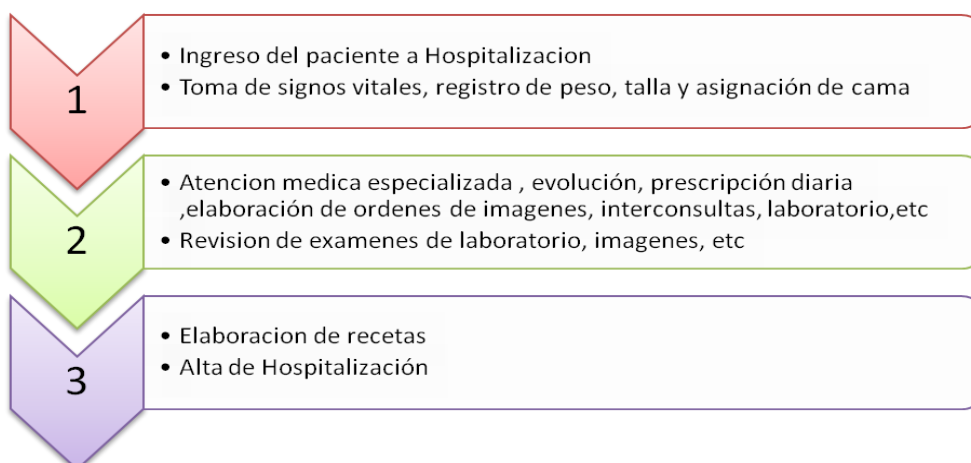 1
• Ingreso del paciente a Hospitalizacion
• Toma de signos vitales, registro de peso, talla y asignación de cama
2
• Atencion medica especializada , evolución, prescripción diaria
,elaboración de ordenes de imagenes, interconsultas, laboratorio,etc
• Revision de examenes de laboratorio, imagenes, etc
3
• Elaboracion de recetas
• Alta de Hospitalización